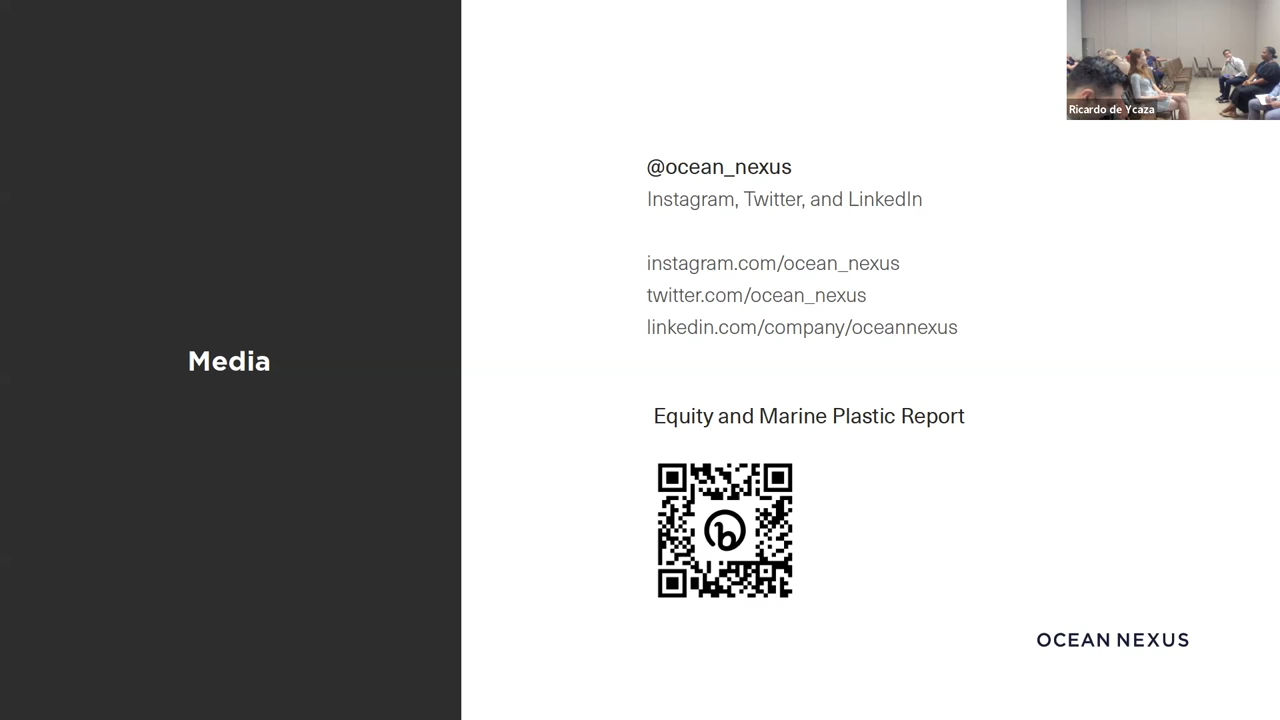 Ricardo de Ycaza
@ocean_nexus
Instagram, Twitter, and LinkedIn
instagram.com/ocean_nexus
twitter.com/ocean_nexus
linkedin.com/company/oceannexus
Media
Equity and Marine Plastic Report
b
OCEAN NEXUS